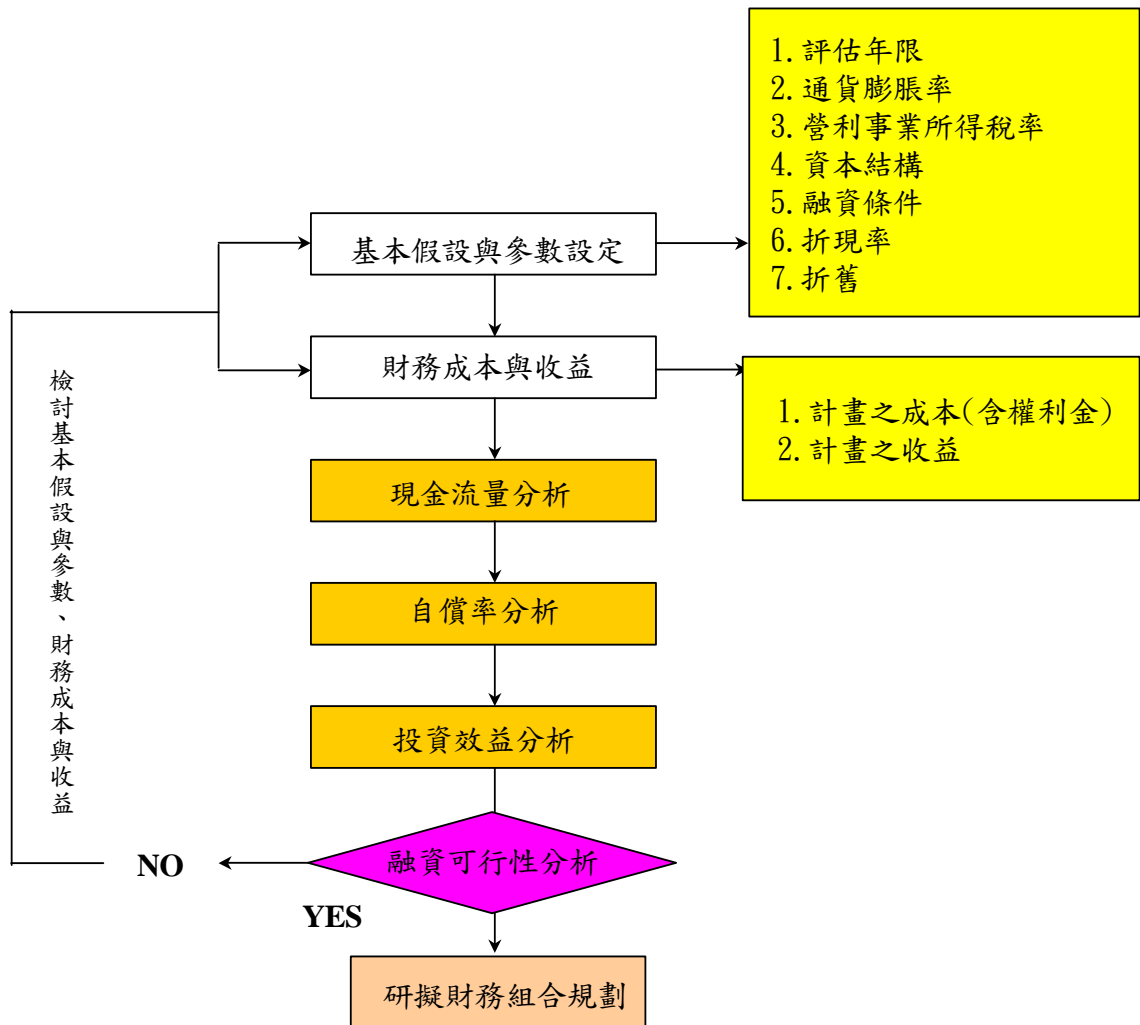 1.評估年限
2.通貨膨脹率
3.營利事業所得稅率
4.資本結構
5.融資條件
6.折現率
7.折舊
基本假設與參數設定
財務成本與收益
1.計畫之成本(含權利金)
2.計畫之收益
檢討基本假設與參數、財務成本與收益
現金流量分析
自償率分析
投資效益分析
融資可行性分析
NO
YES
研擬財務組合規劃